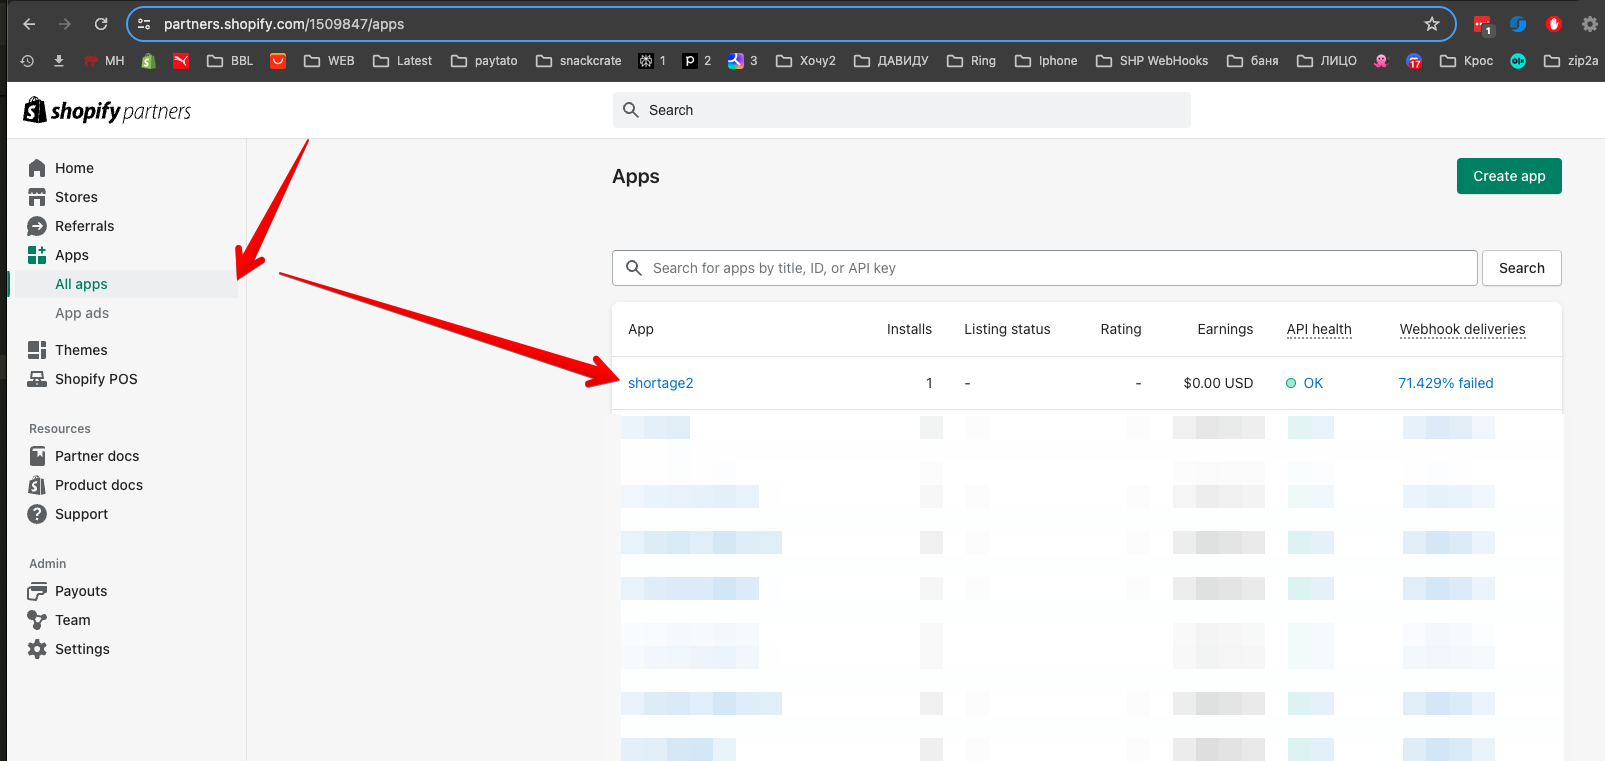 partners.shopify.com/1509847/apps
1
MH BBL WEB Latest paytato snackcrate 1 P 2 3 Хочу2 ДАВИДУ Ring Iphone SHP WebHooks баня ЛИЦО 17 Крос olx zip2a
shopify partners
Search
Home
Stores
Referrals
Apps
All apps
App ads
Themes
Shopify POS
Resources
Partner docs
Product docs
Support
Admin
Payouts
Team
Settings
Apps
Create app
Search for apps by title, ID, or API key
Search
App Installs Listing status Rating Earnings API health Webhook deliveries
shortage2 1 - - $0.00 USD OK 71.429% failed